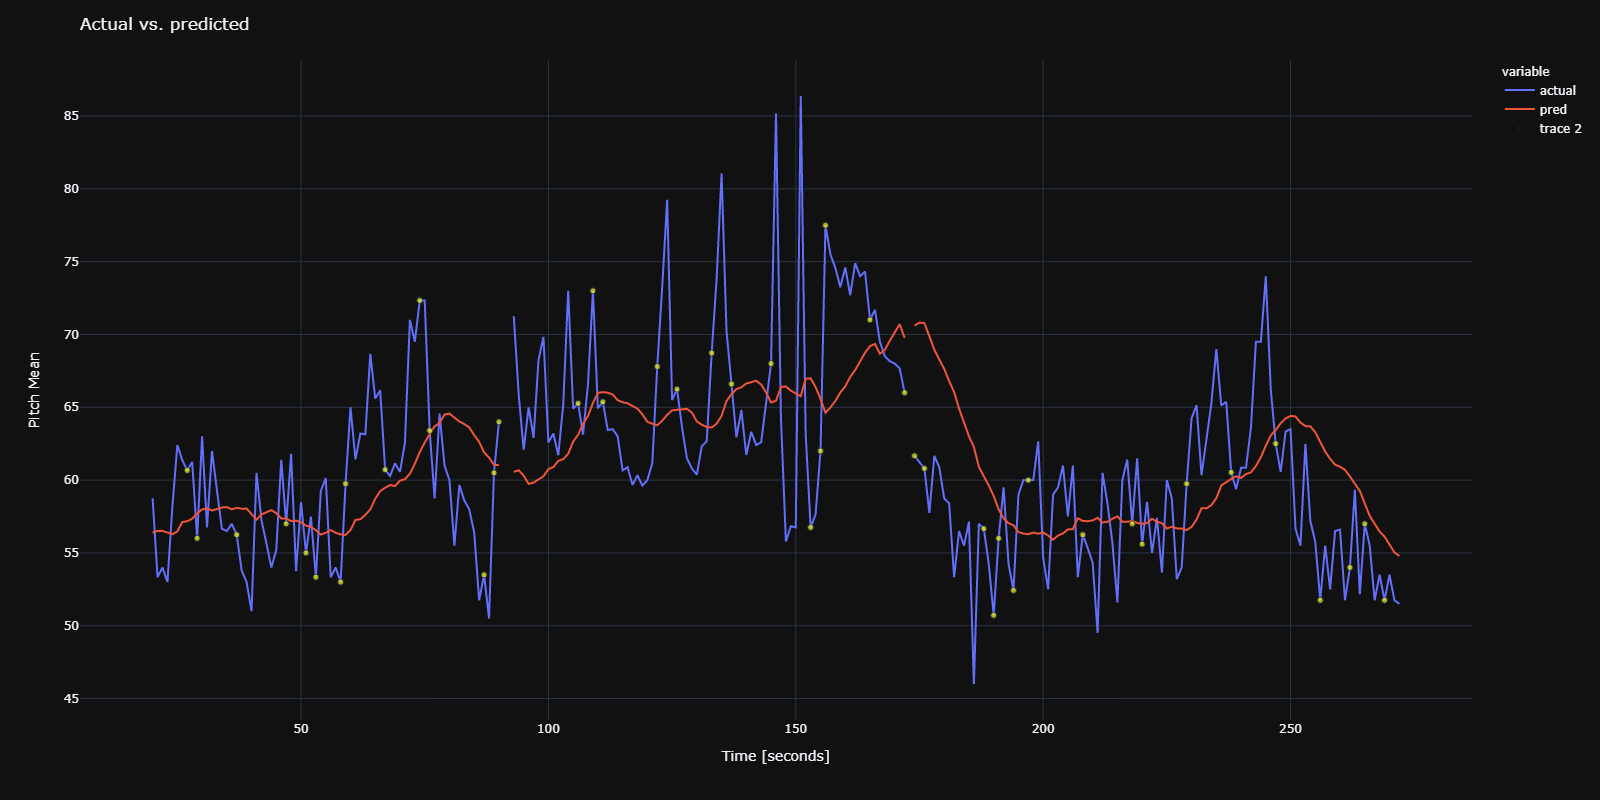 Actual vs. predicted
variable
actual
pred
trace 2
85
80
75
70
65
60
55
50
45
Pitch Mean
50
100
150
200
250
Time [seconds]